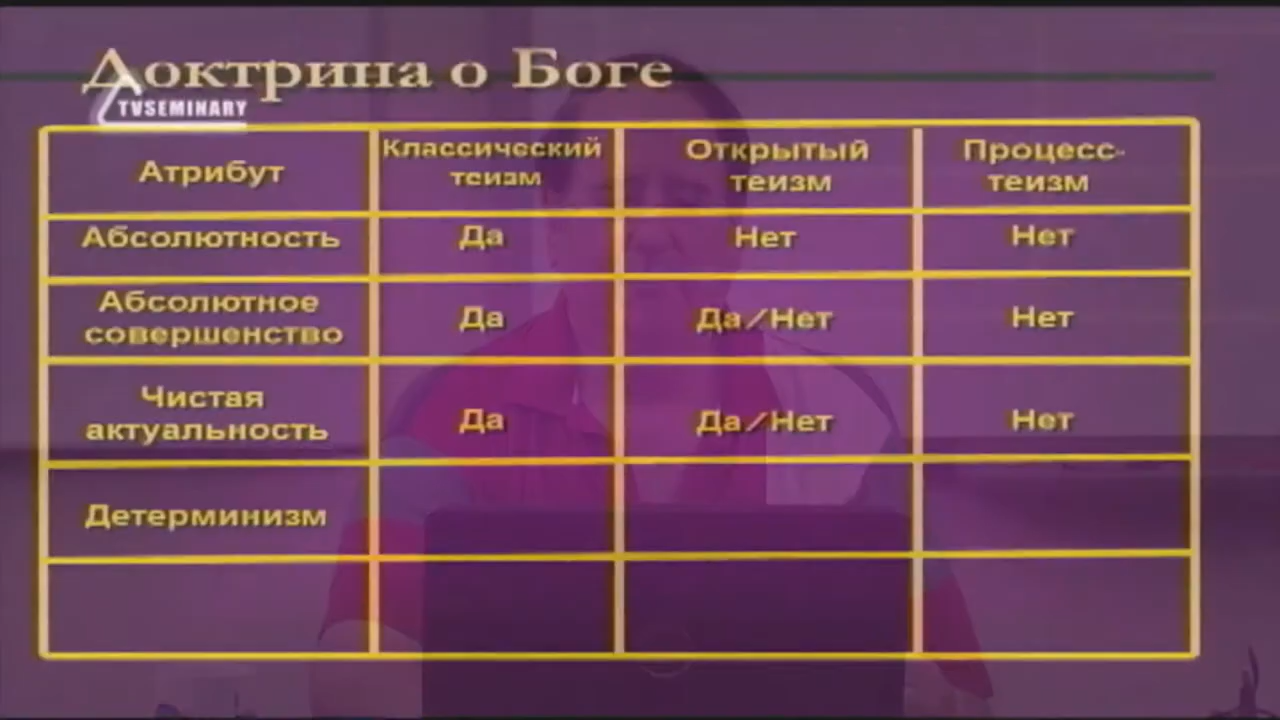 Доктрина о Боге
TVSEMINARY
Атрибут
Классический
теизм
Открытый
теизм
Процесс-
теизм
Абсолютность
Да
Нет
Нет
Абсолютное
совершенство
Да
Да/Нет
Нет
Чистая
актуальность
Да
Да/Нет
Нет
Детерминизм